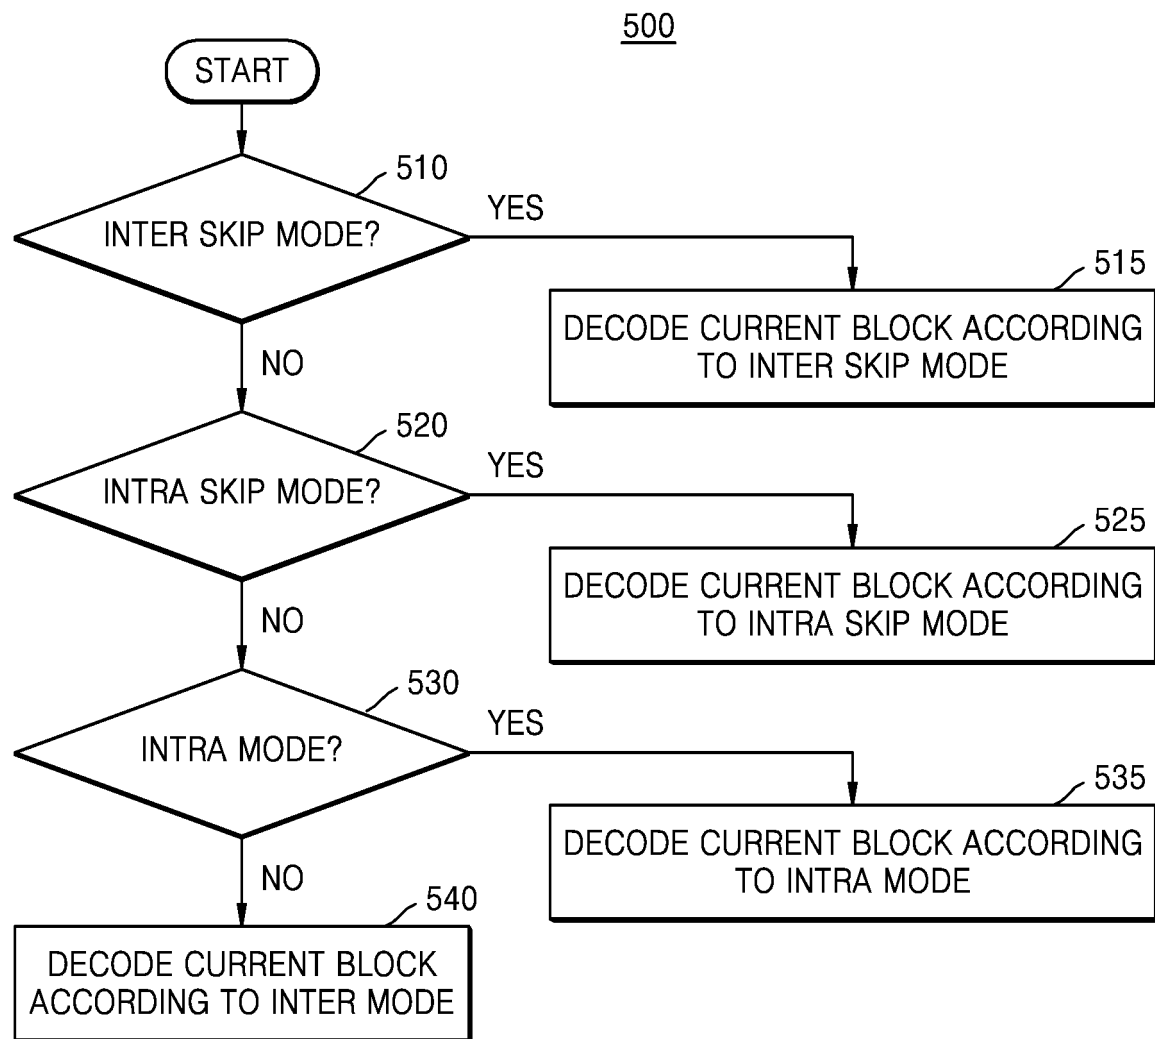 500
START
510
INTER SKIP MODE?
YES
515
DECODE CURRENT BLOCK ACCORDING
TO INTER SKIP MODE
NO
520
INTRA SKIP MODE?
YES
525
DECODE CURRENT BLOCK ACCORDING
TO INTRA SKIP MODE
NO
530
INTRA MODE?
YES
535
DECODE CURRENT BLOCK ACCORDING
TO INTRA MODE
NO
540
DECODE CURRENT BLOCK
ACCORDING TO INTER MODE